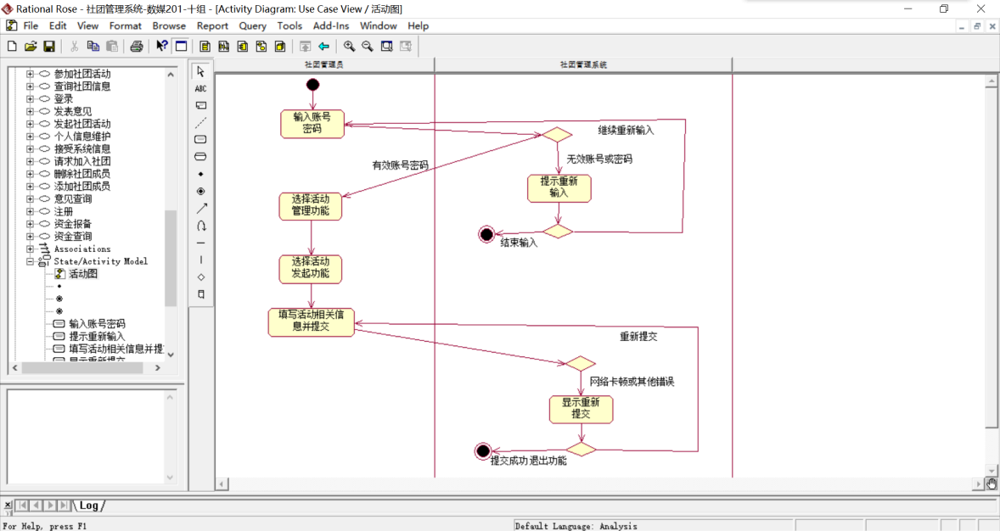 Rational Rose - 社团管理系统-数媒201-十组 - [Activity Diagram: Use Case View / 活动图]
File Edit View Format Browse Report Query Tools Add-Ins Window Help
参加社团活动
查询社团信息
登录
发表意见
发起社团活动
个人信息维护
接受系统信息
请求加入社团
删除社团成员
添加社团成员
意见查询
注册
资金报备
资金查询
Associations
State/Activity Model
活动图
输入账号密码
提示重新输入
填写活动相关信息并提
显示重新提交
ABC
社团管理员
社团管理系统
输入账号
密码
继续重新输入
无效账号或密码
有效账号密码
提示重新
输入
选择活动
管理功能
结束输入
选择活动
发起功能
填写活动相关信
息并提交
重新提交
网络卡顿或其他错误
显示重新
提交
提交成功 退出功能
Log
For Help, press F1
Default Language: Analysis